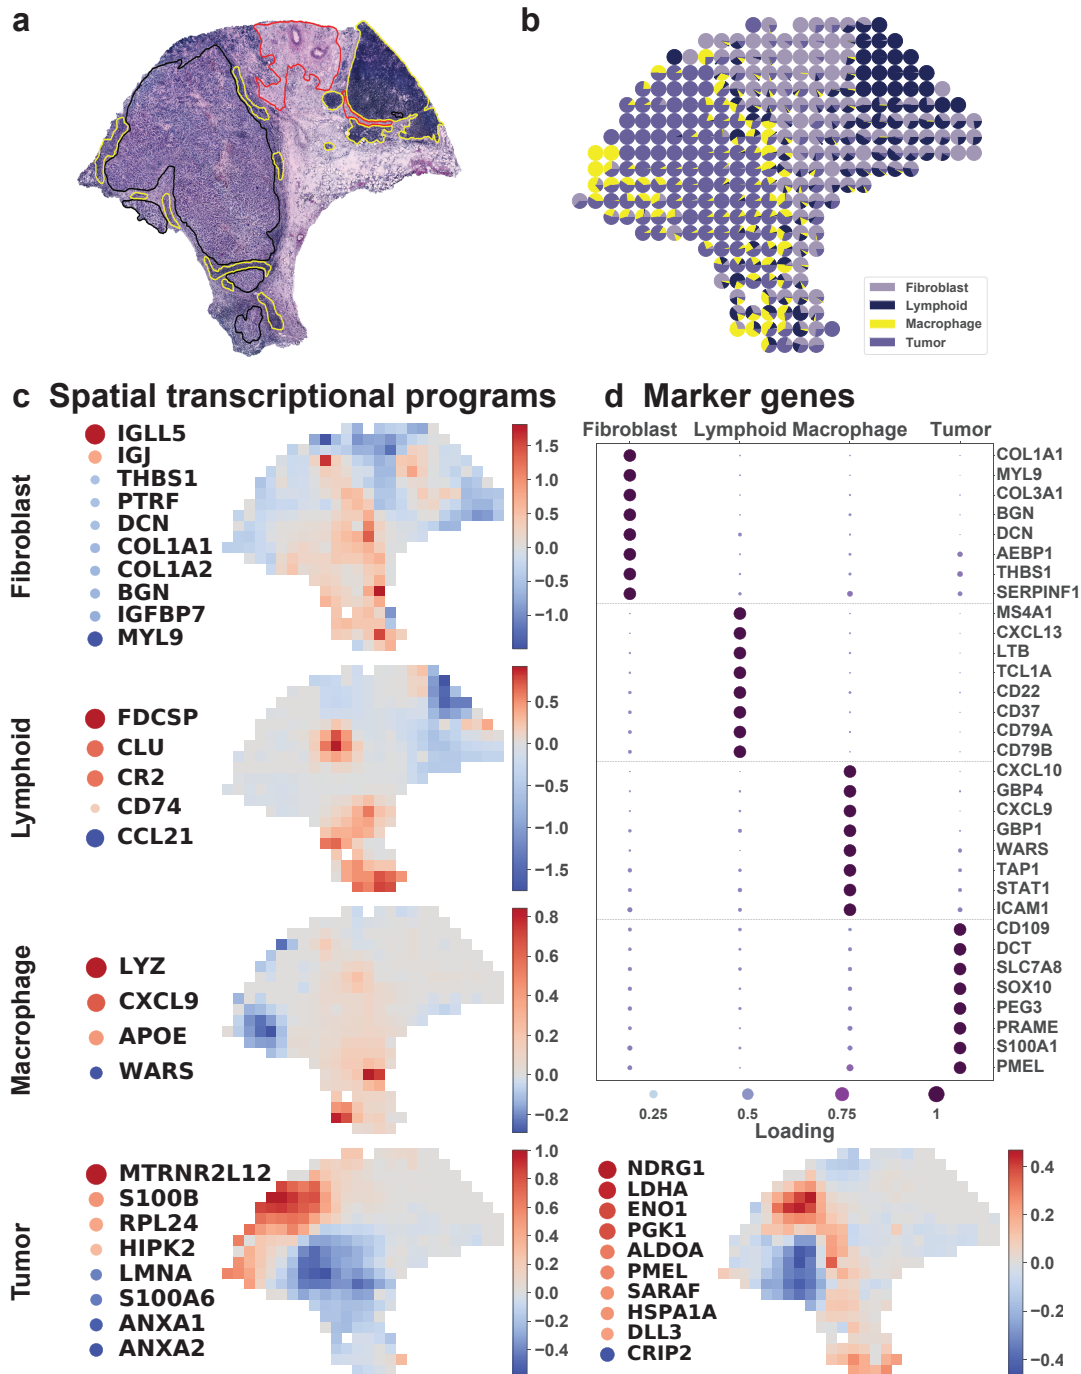 a
b
Fibroblast
Lymphoid
Macrophage
Tumor
c Spatial transcriptional programs
Fibroblast
IGLL5
IGJ
THBS1
PTRF
DCN
COL1A1
COL1A2
BGN
IGFBP7
MYL9
1.5
1.0
0.5
0.0
−0.5
−1.0
Lymphoid
FDCSP
CLU
CR2
CD74
CCL21
0.5
0.0
−0.5
−1.0
−1.5
Macrophage
LYZ
CXCL9
APOE
WARS
0.8
0.6
0.4
0.2
0.0
−0.2
Tumor
MTRNR2L12
S100B
RPL24
HIPK2
LMNA
S100A6
ANXA1
ANXA2
1.0
0.8
0.6
0.4
0.2
0.0
−0.2
−0.4
d Marker genes
Fibroblast Lymphoid Macrophage Tumor
COL1A1
MYL9
COL3A1
BGN
DCN
AEBP1
THBS1
SERPINF1
MS4A1
CXCL13
LTB
TCL1A
CD22
CD37
CD79A
CD79B
CXCL10
GBP4
CXCL9
GBP1
WARS
TAP1
STAT1
ICAM1
CD109
DCT
SLC7A8
SOX10
PEG3
PRAME
S100A1
PMEL
0.25 0.5 0.75 1
Loading
NDRG1
LDHA
ENO1
PGK1
ALDOA
PMEL
SARAF
HSPA1A
DLL3
CRIP2
0.4
0.2
0.0
−0.2
−0.4